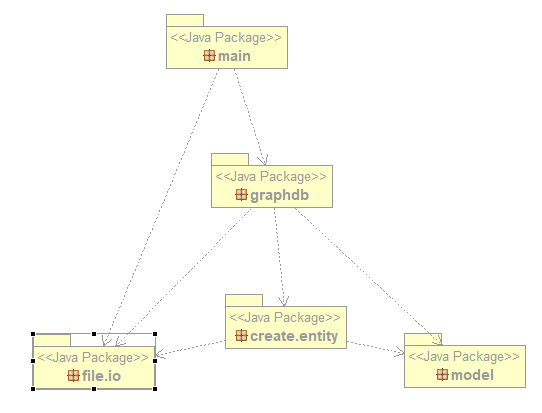 <<Java Package>>
main
<<Java Package>>
graphdb
<<Java Package>>
create.entity
<<Java Package>>
file.io
<<Java Package>>
model